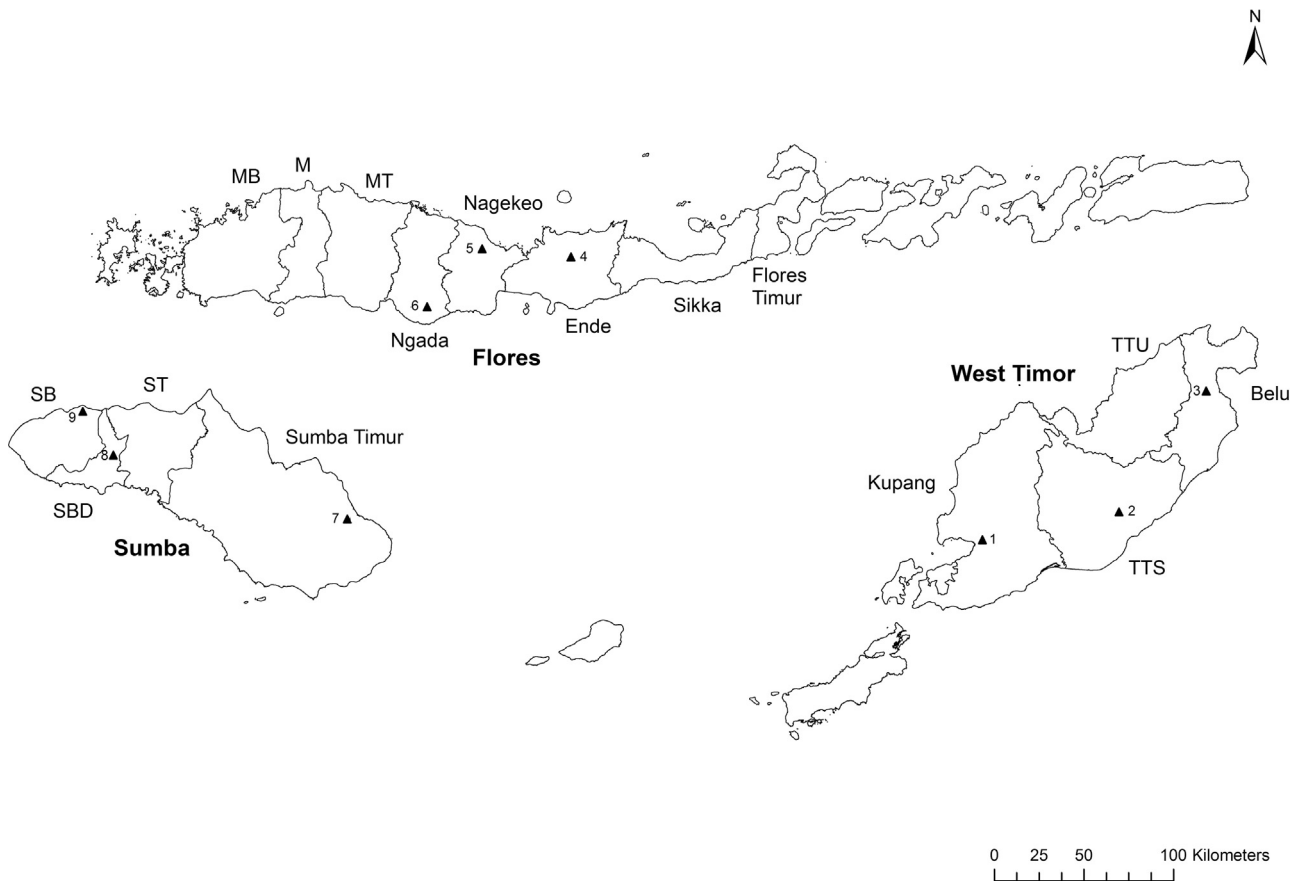 N
M
MB
MT
Nagekeo
5
4
6
Flores
Timur
Sikka
Ende
Ngada
Flores
TTU
West Timor
3
Belu
ST
SB
9
Sumba Timur
8
Kupang
SBD
7
2
Sumba
1
TTS
0 25 50 100 Kilometers